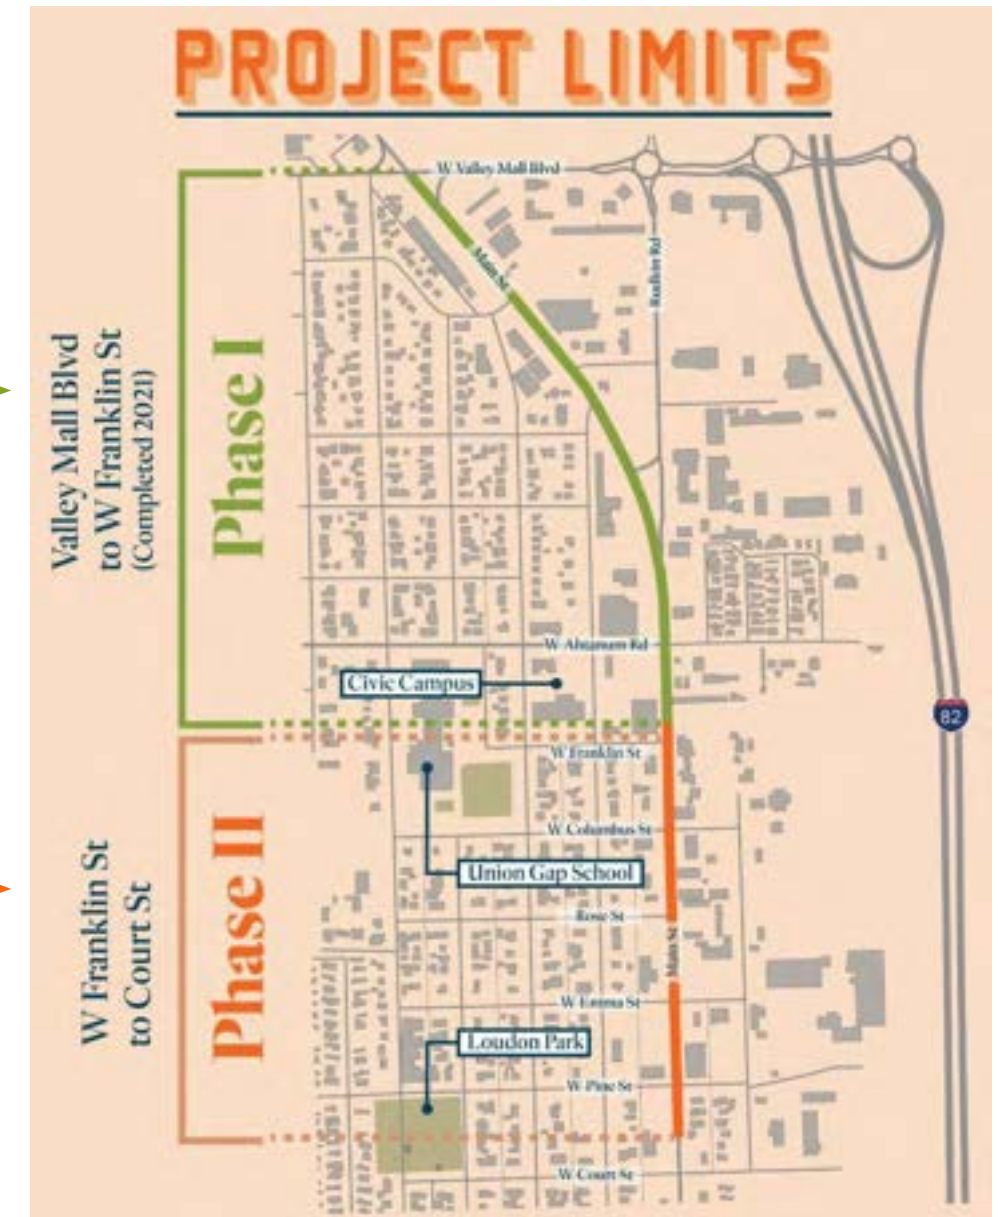 PROJECT LIMITS
W Valley Mall Blvd
Main St
Rudkin Rd
Valley Mall Blvd
to W Franklin St
(Completed 2021)
Phase I
W Ahtanum Rd
Civic Campus
82
W Franklin St
W Columbus St
Union Gap School
Rose St
Main St
W Franklin St
to Court St
Phase II
W Emma St
Loudon Park
W Pine St
W Court St